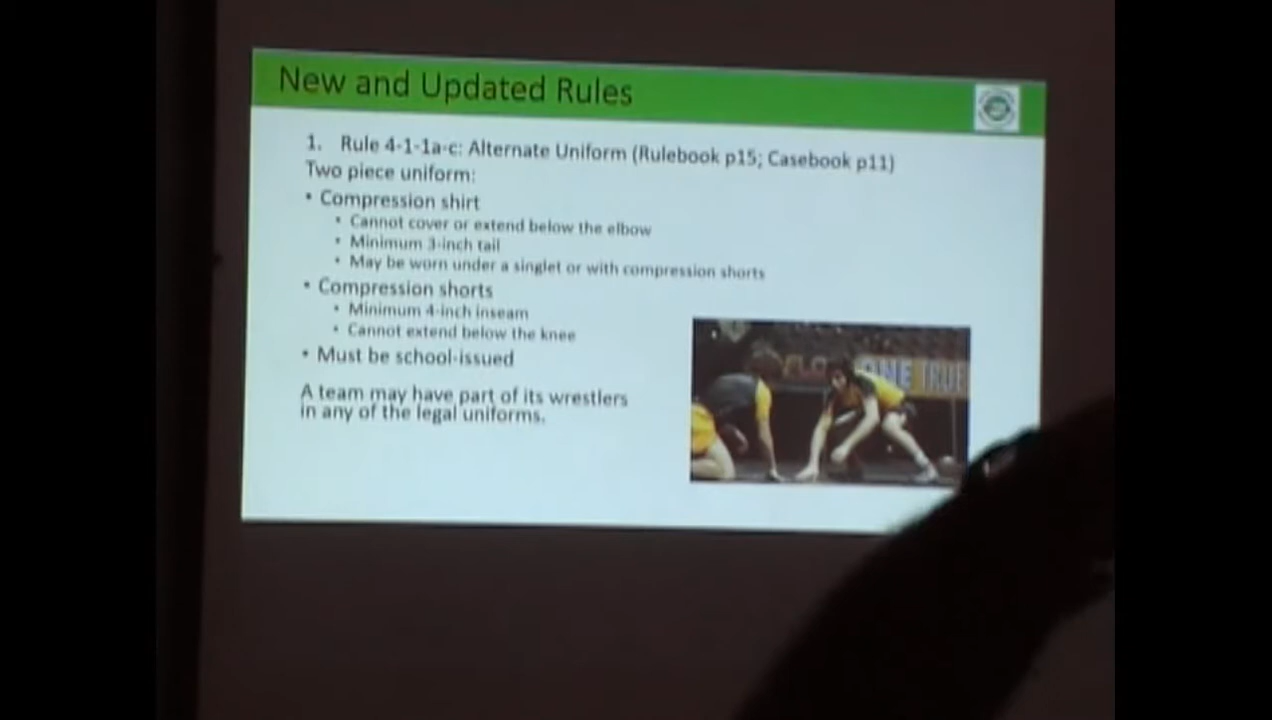 New and Updated Rules
1. Rule 4-1-1a-c: Alternate Uniform (Rulebook p15; Casebook p11)
Two piece uniform:
• Compression shirt
• Cannot cover or extend below the elbow
• Minimum 3-inch tail
• May be worn under a singlet or with compression shorts
• Compression shorts
• Minimum 4-inch inseam
• Cannot extend below the knee
• Must be school-issued
A team may have part of its wrestlers
in any of the legal uniforms.
ONE TRUE